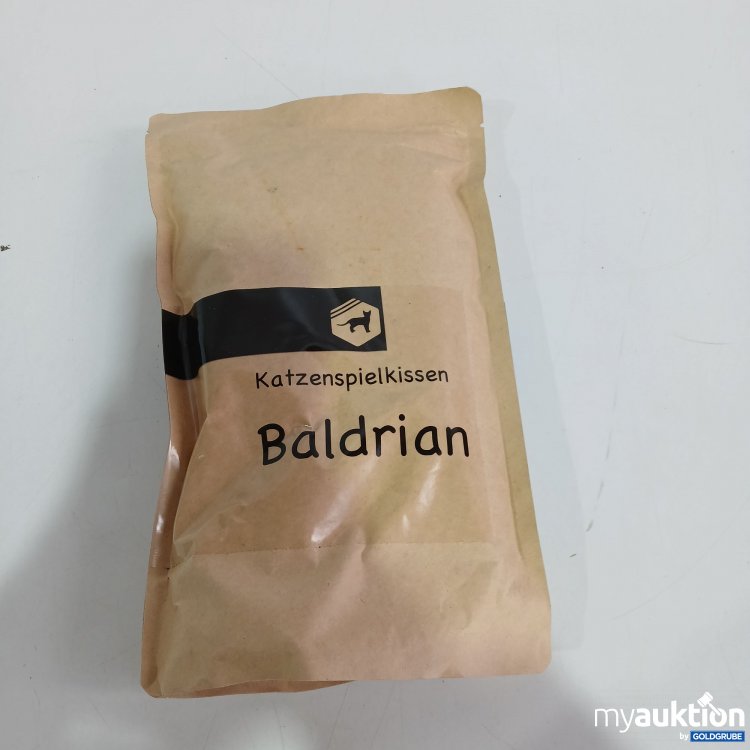 Katzenspielkissen
Baldrian
myauktion
by GOLDGRUBE